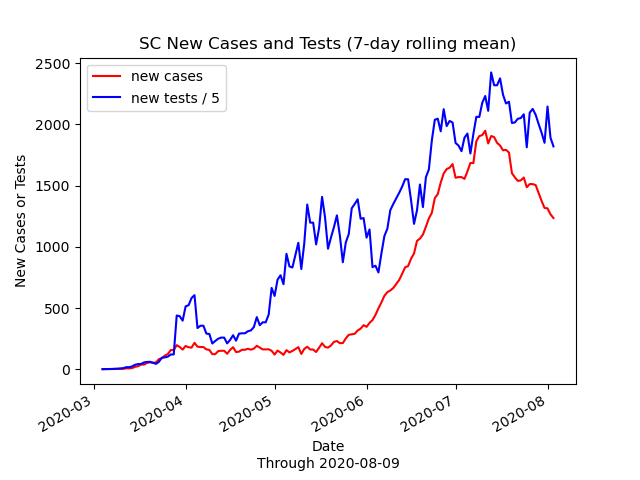 SC New Cases and Tests (7-day rolling mean)
new cases
new tests / 5
2500
2000
1500
1000
500
0
New Cases or Tests
2020-03
2020-04
2020-05
2020-06
2020-07
2020-08
Date
Through 2020-08-09